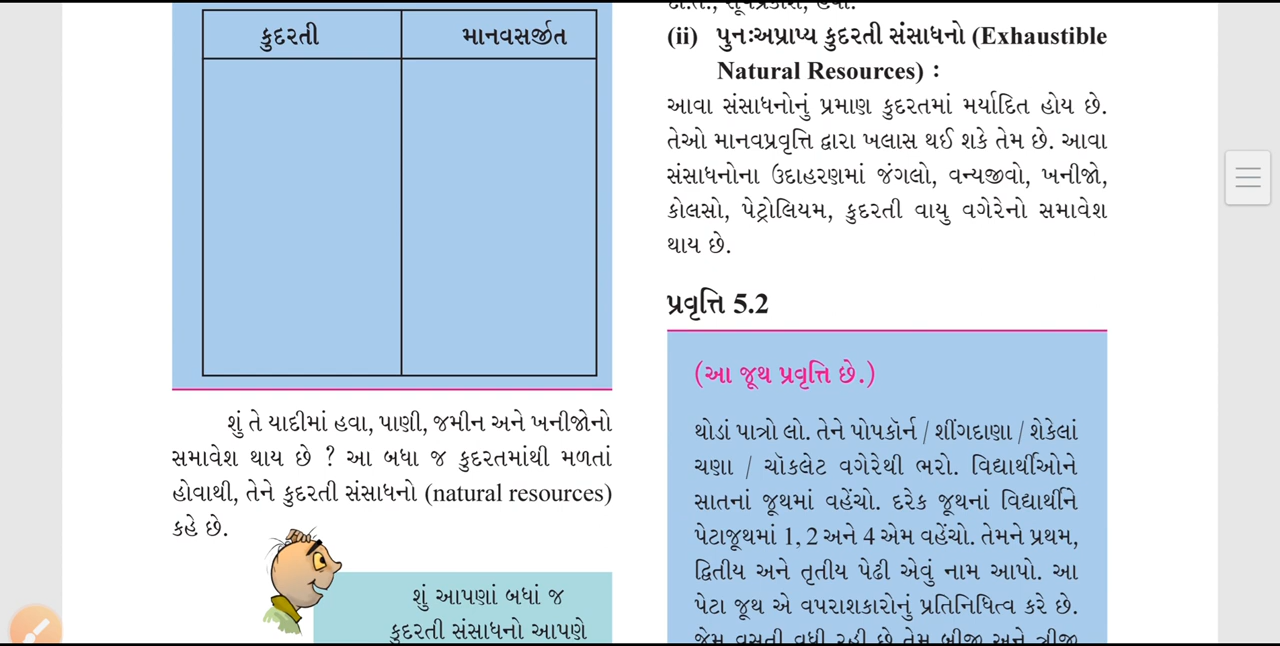 કુદરતી માનવસર્જીત
શું તે યાદીમાં હવા, પાણી, જમીન અને ખનીજોનો
સમાવેશ થાય છે ? આ બધા જ કુદરતમાંથી મળતાં
હોવાથી, તેને કુદરતી સંસાધનો (natural resources)
કહે છે.
શું આપણાં બધાં જ
કુદરતી સંસાધનો આપણે
(ii) પુનઃઅપ્રાપ્ય કુદરતી સંસાધનો (Exhaustible
Natural Resources) :
આવા સંસાધનોનું પ્રમાણ કુદરતમાં મર્યાદિત હોય છે.
તેઓ માનવપ્રવૃત્તિ દ્વારા ખલાસ થઈ શકે તેમ છે. આવા
સંસાધનોના ઉદાહરણમાં જંગલો, વન્યજીવો, ખનીજો,
કોલસો, પેટ્રોલિયમ, કુદરતી વાયુ વગેરેનો સમાવેશ
થાય છે.
પ્રવૃત્તિ 5.2
(આ જૂથ પ્રવૃત્તિ છે.)
થોડાં પાત્રો લો. તેને પોપકૉર્ન / શીંગદાણા / શેકેલાં
ચણા / ચૉકલેટ વગેરેથી ભરો. વિદ્યાર્થીઓને
સાતનાં જૂથમાં વહેંચો. દરેક જૂથનાં વિદ્યાર્થીને
પેટાજૂથમાં 1, 2 અને 4 એમ વહેંચો. તેમને પ્રથમ,
દ્વિતીય અને તૃતીય પેઢી એવું નામ આપો. આ
પેટા જૂથ એ વપરાશકારોનું પ્રતિનિધિત્વ કરે છે.
જેમ વસતી વધી રહી છે તેમ બીજી અને ત્રીજી